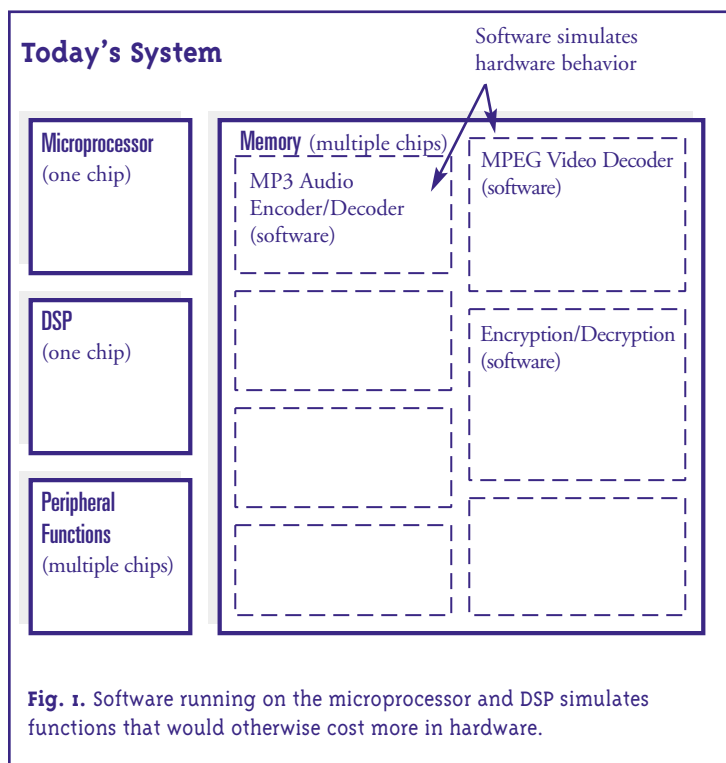 Today's System
Software simulates
hardware behavior
Microprocessor
(one chip)
Memory (multiple chips)
MP3 Audio
Encoder/Decoder
(software)
MPEG Video Decoder
(software)
DSP
(one chip)
Encryption/Decryption
(software)
Peripheral
Functions
(multiple chips)
Fig. 1. Software running on the microprocessor and DSP simulates
functions that would otherwise cost more in hardware.